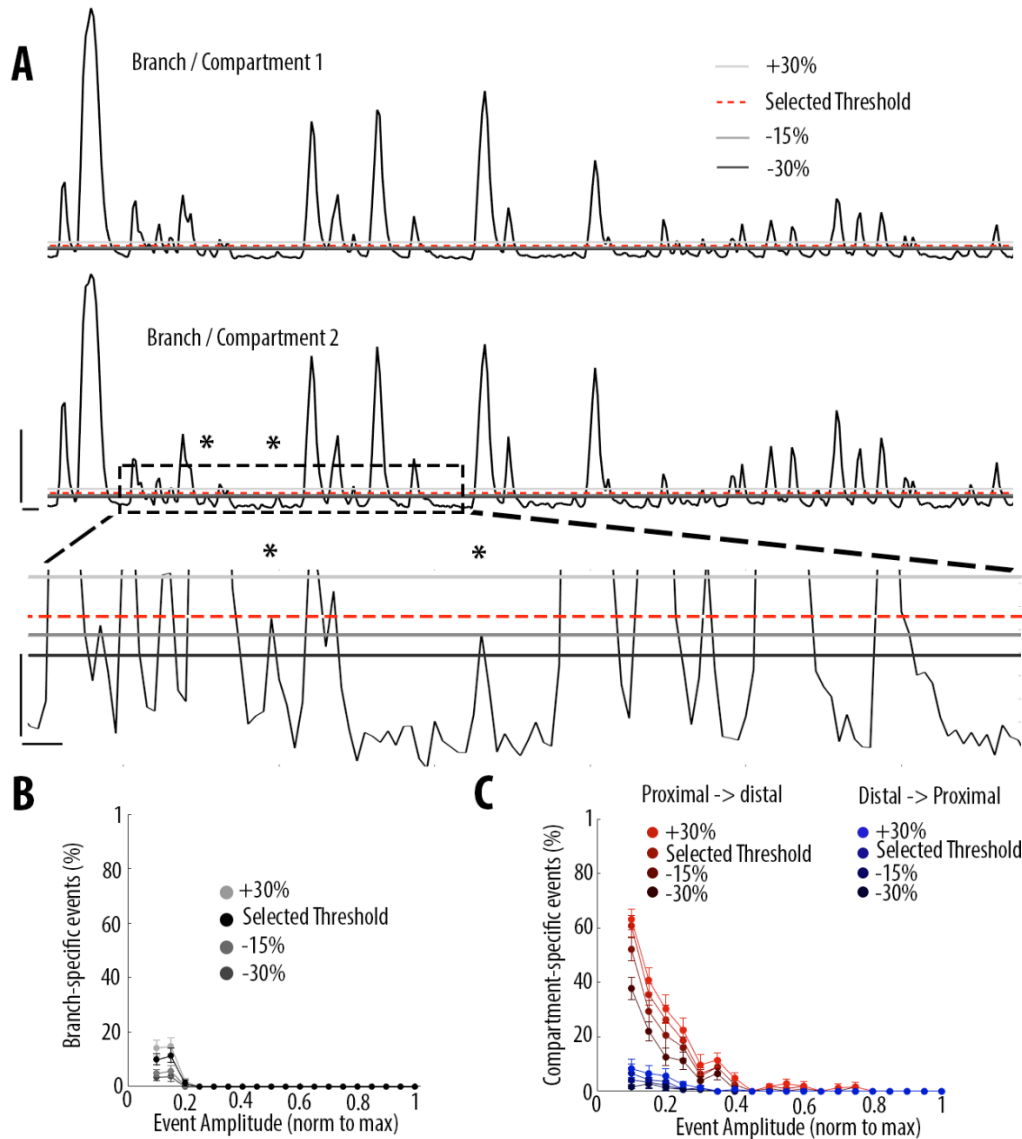 A
Branch / Compartment 1
+30%
Selected Threshold
-15%
-30%
Branch / Compartment 2
* *
* *
B
1
80
60
40
20
0
Branch-specific events (%)
+30%
Selected Threshold
-15%
-30%
0 0.2 0.4 0.6 0.8 1
Event Amplitude (norm to max)
C
Proximal -> distal
+30%
Selected Threshold
-15%
-30%
Distal -> Proximal
+30%
Selected Threshold
-15%
-30%
1
80
60
40
20
0
Compartment-specific events (%)
0 0.2 0.4 0.6 0.8 1
Event Amplitude (norm to max)